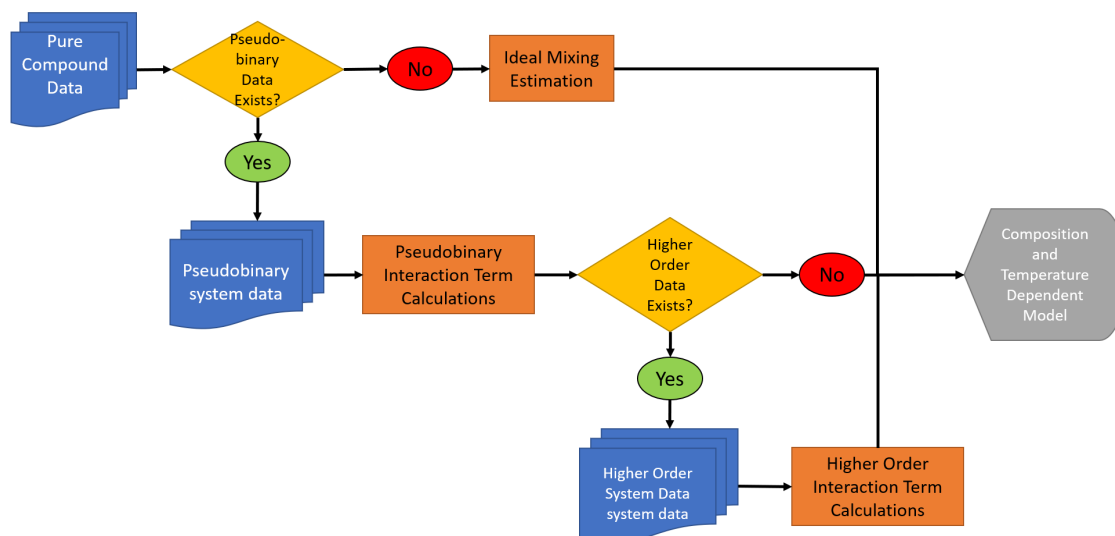 Pure
Compound
Data
Pseudo-
binary
Data
Exists?
No
Ideal Mixing
Estimation
Yes
Pseudobinary
system data
Pseudobinary
Interaction Term
Calculations
Higher
Order
Data
Exists?
No
Composition
and
Temperature
Dependent
Model
Yes
Higher Order
System Data
system data
Higher Order
Interaction Term
Calculations